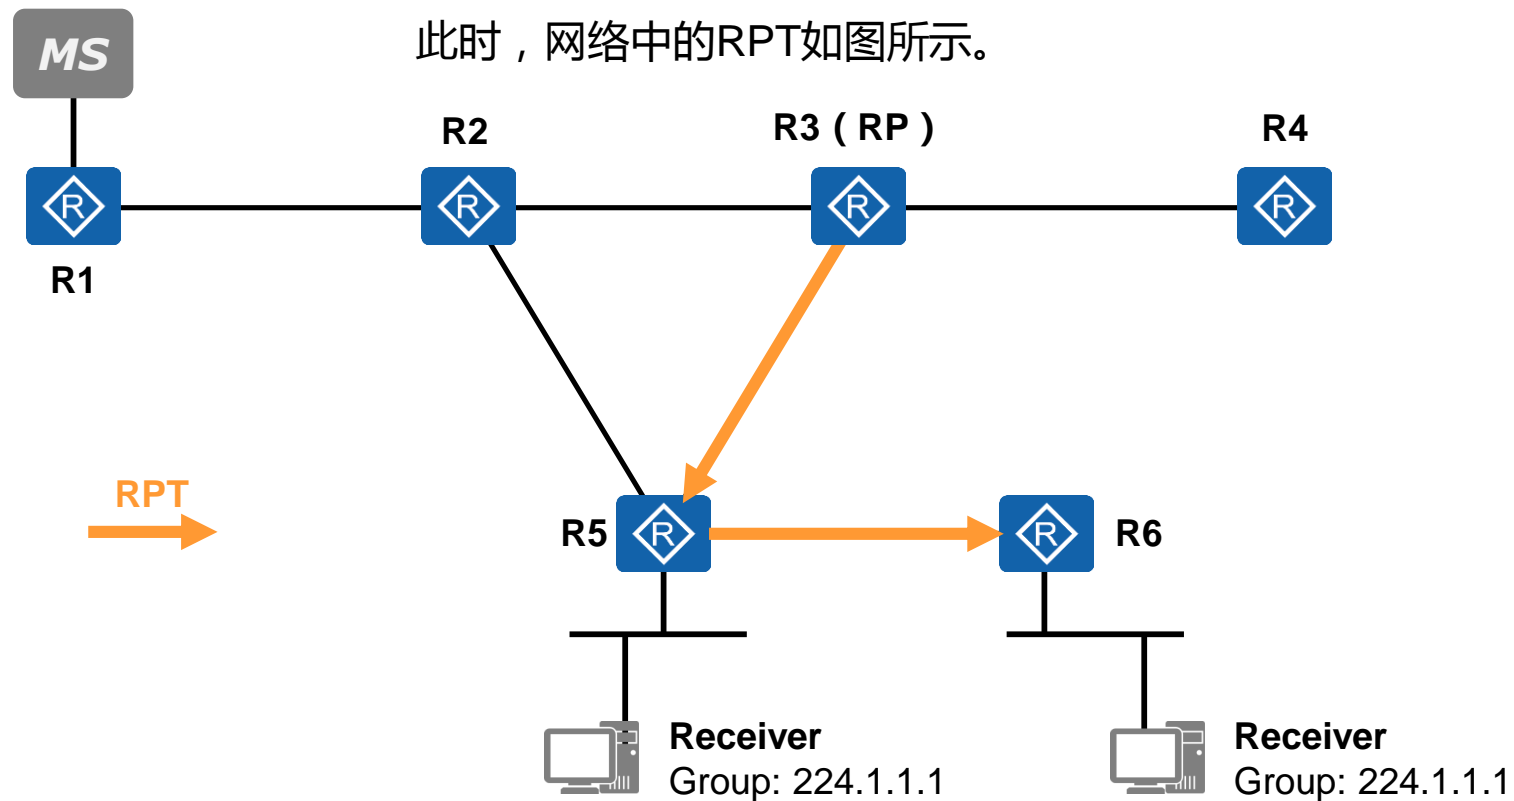 MS
此时，网络中的RPT如图所示。
R2
R3（RP）
R4
R
R
R
R
R1
RPT
R5
R
R
R6
Receiver
Group: 224.1.1.1
Receiver
Group: 224.1.1.1